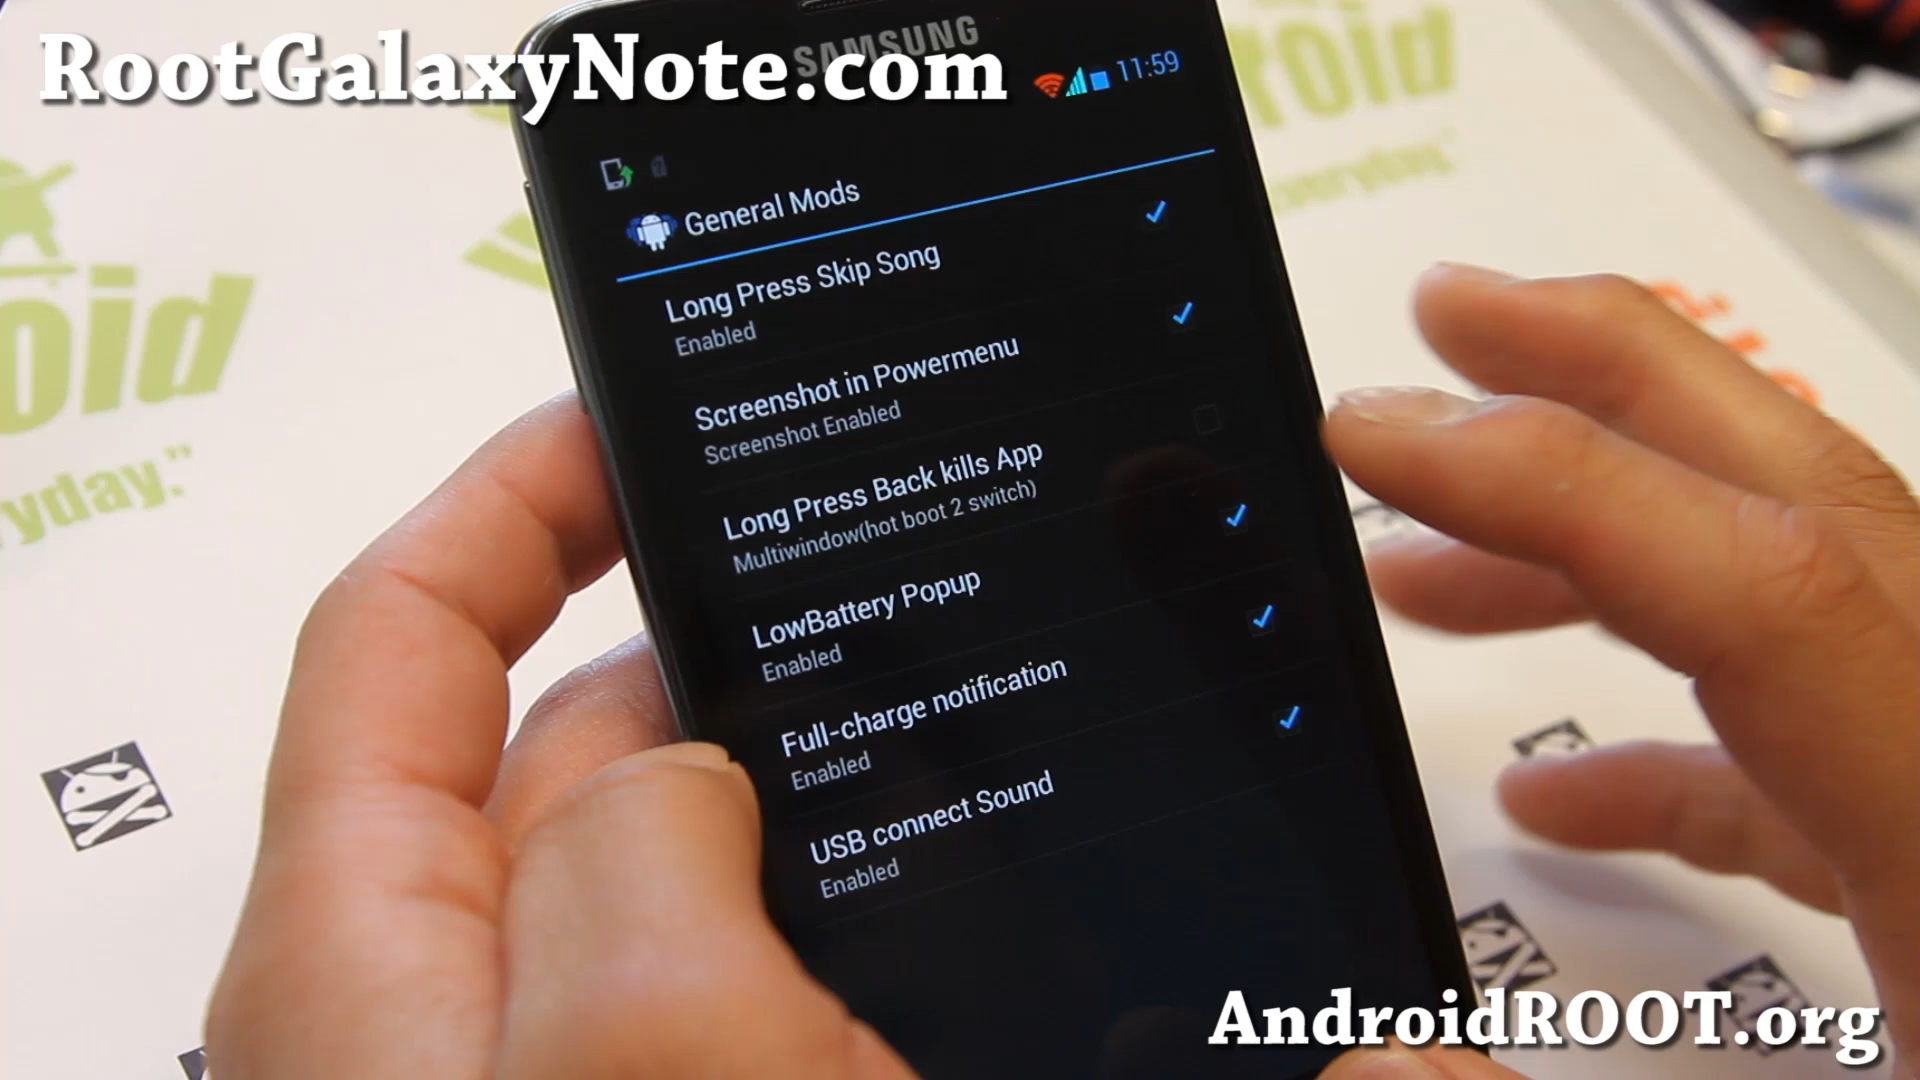 RootGalaxyNote.com
SAMSUNG
11:59
General Mods
Long Press Skip Song
Enabled
Screenshot in Powermenu
Screenshot Enabled
Long Press Back kills App
Multiwindow(hot boot 2 switch)
LowBattery Popup
Enabled
Full-charge notification
Enabled
USB connect Sound
Enabled
AndroidROOT.org